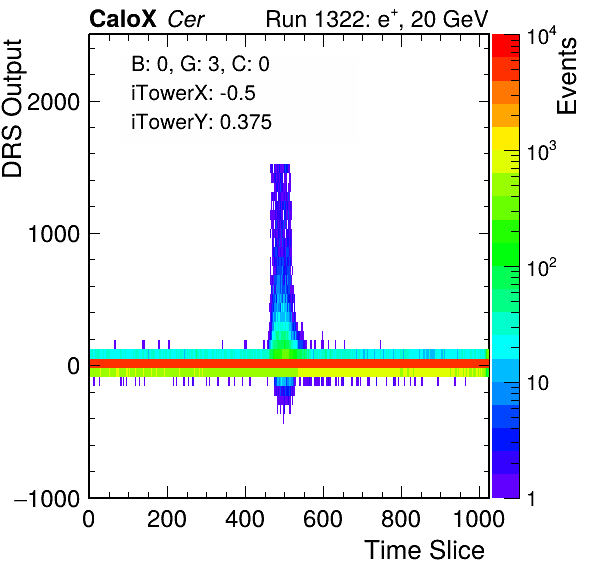 CaloX Cer Run 1322: e+, 20 GeV
B: 0, G: 3, C: 0
iTowerX: -0.5
iTowerY: 0.375
DRS Output
2000
1000
0
−1000
0 200 400 600 800 1000
Time Slice
Events
10^4
10^3
10^2
10
1